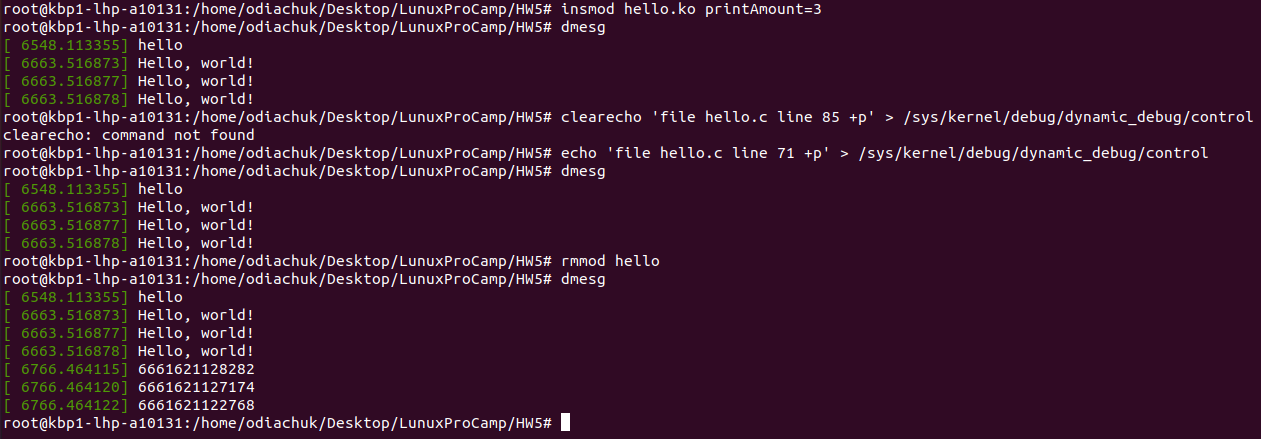 root@kbp1-lhp-a10131:/home/odiachuk/Desktop/LunuxProCamp/HW5# insmod hello.ko printAmount=3
root@kbp1-lhp-a10131:/home/odiachuk/Desktop/LunuxProCamp/HW5# dmesg
[ 6548.113355] hello
[ 6663.516873] Hello, world!
[ 6663.516877] Hello, world!
[ 6663.516878] Hello, world!
root@kbp1-lhp-a10131:/home/odiachuk/Desktop/LunuxProCamp/HW5# clearecho 'file hello.c line 85 +p' > /sys/kernel/debug/dynamic_debug/control
clearecho: command not found
root@kbp1-lhp-a10131:/home/odiachuk/Desktop/LunuxProCamp/HW5# echo 'file hello.c line 71 +p' > /sys/kernel/debug/dynamic_debug/control
root@kbp1-lhp-a10131:/home/odiachuk/Desktop/LunuxProCamp/HW5# dmesg
[ 6548.113355] hello
[ 6663.516873] Hello, world!
[ 6663.516877] Hello, world!
[ 6663.516878] Hello, world!
root@kbp1-lhp-a10131:/home/odiachuk/Desktop/LunuxProCamp/HW5# rmmod hello
root@kbp1-lhp-a10131:/home/odiachuk/Desktop/LunuxProCamp/HW5# dmesg
[ 6548.113355] hello
[ 6663.516873] Hello, world!
[ 6663.516877] Hello, world!
[ 6663.516878] Hello, world!
[ 6766.464115] 6661621128282
[ 6766.464120] 6661621127174
[ 6766.464122] 6661621122768
root@kbp1-lhp-a10131:/home/odiachuk/Desktop/LunuxProCamp/HW5#